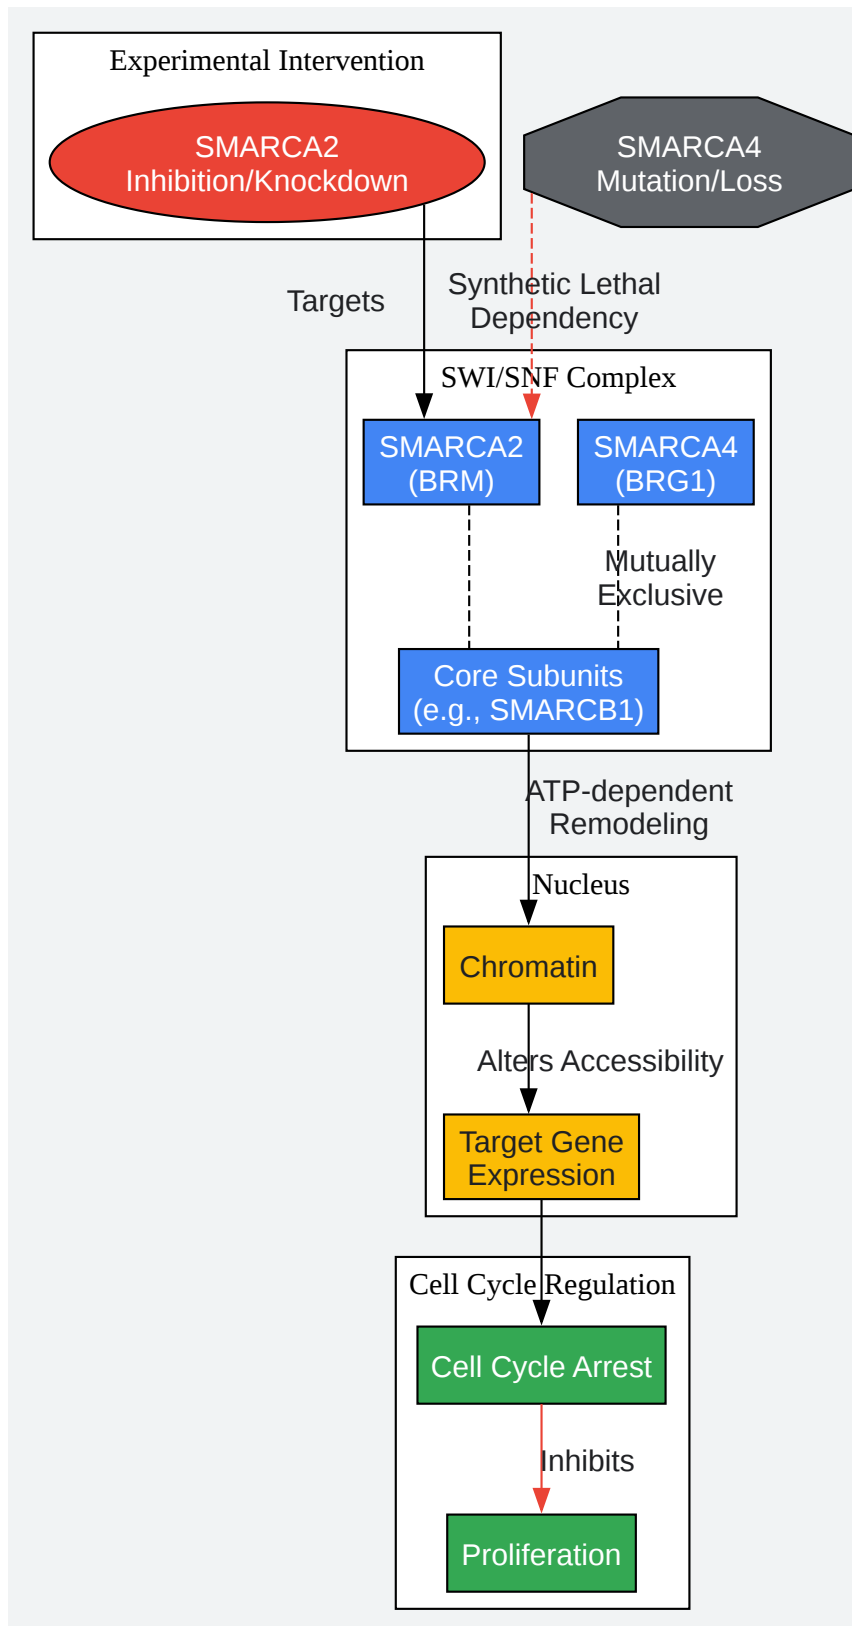 Experimental Intervention
SMARCA2
Inhibition/Knockdown
SMARCA4
Mutation/Loss
Targets
Synthetic Lethal
Dependency
SWI/SNF Complex
SMARCA2
(BRM)
SMARCA4
(BRG1)
Mutually
Exclusive
Core Subunits
(e.g., SMARCB1)
ATP-dependent
Remodeling
Nucleus
Chromatin
Alters Accessibility
Target Gene
Expression
Cell Cycle Regulation
Cell Cycle Arrest
Inhibits
Proliferation